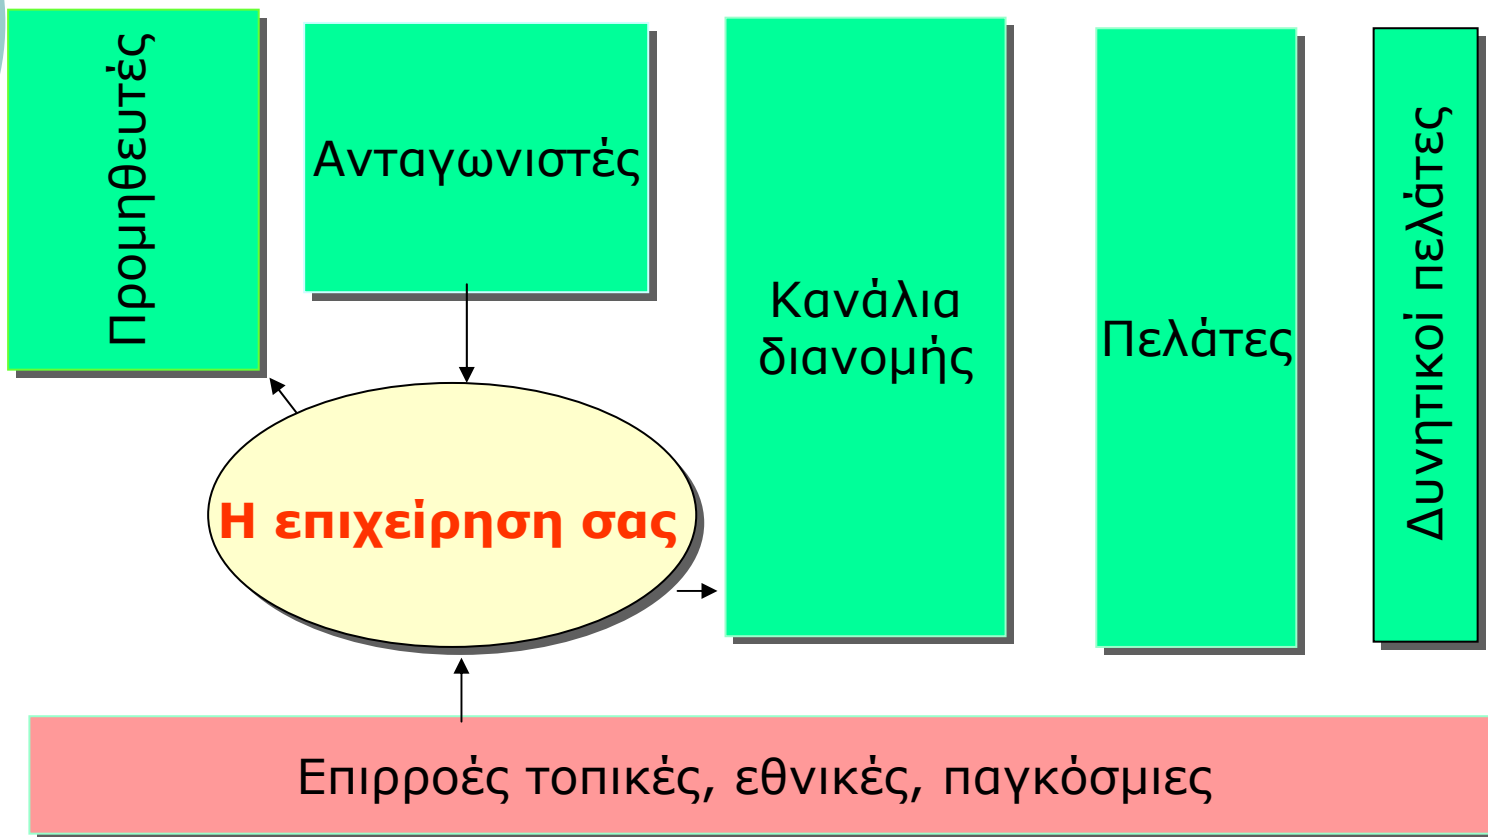 Προμηθευτές
Ανταγωνιστές
Κανάλια
διανομής
Πελάτες
Δυνητικοί πελάτες
Η επιχείρηση σας
Επιρροές τοπικές, εθνικές, παγκόσμιες